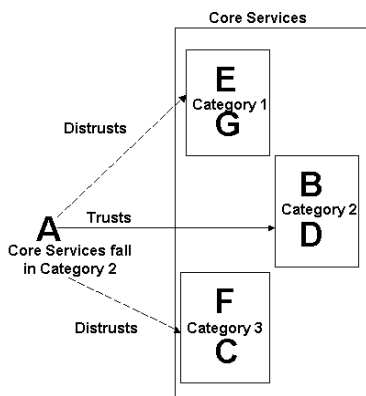 Core Services
E
Category 1
G
Distrusts
B
Category 2
D
Trusts
A
Core Services fall
in Category 2
F
Category 3
C
Distrusts